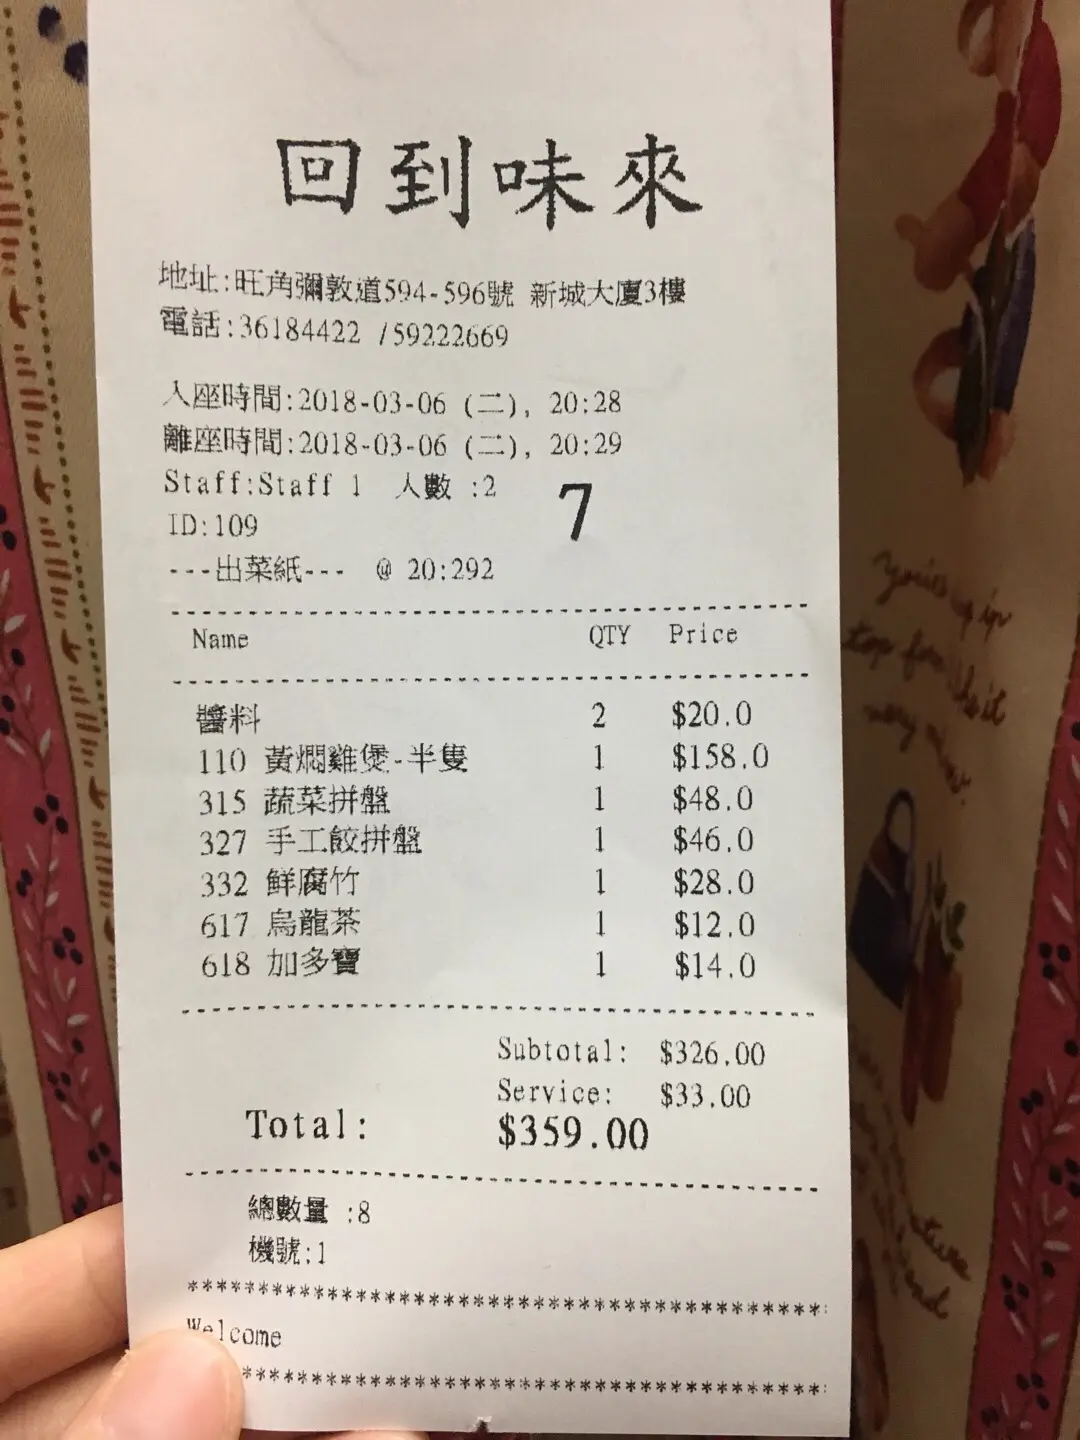 回到味來
地址:旺角彌敦道594-596號 新城大廈3樓
電話:36184422 /59222669
入座時間:2018-03-06 (二), 20:28
離座時間:2018-03-06 (二), 20:29
Staff:Staff 1 人數 :2
7
ID:109
---出菜紙--- @ 20:292
Name QTY Price
醬料 2 $20.0
110 黃燜雞煲-半隻 1 $158.0
315 蔬菜拼盤 1 $48.0
327 手工餃拼盤 1 $46.0
332 鮮腐竹 1 $28.0
617 烏龍茶 1 $12.0
618 加多寶 1 $14.0
Subtotal: $326.00
Service: $33.00
Total: $359.00
總數量 :8
機號:1
Welcome